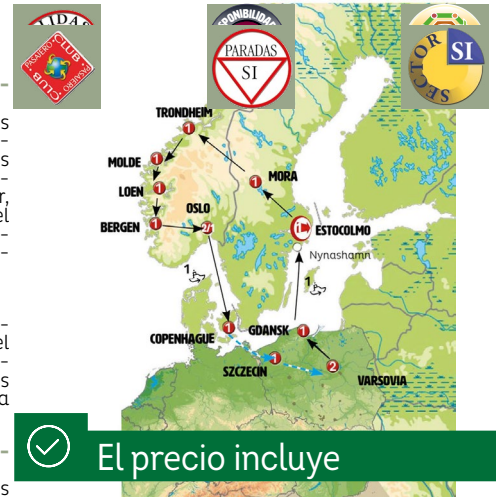 PASAJERO CLUB
PASAJERO CLUB
PARADAS
SI
SECTOR SI
TRONDHEIM
1
MOLDE
1
MORA
1
LOEN
1
OSLO
BERGEN
1
ESTOCOLMO
Nynashamn
1
1
COPENHAGUE
1
GDANSK
1
SZCZECIN
1
2
VARSOVIA
El precio incluye